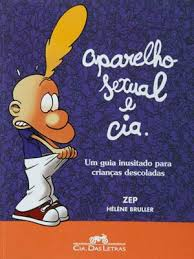 aparelho
sexual e
cia.
Um guia inusitado para
crianças descoladas
ZEP
HÉLÈNE BRULLER
CIA. DAS LETRAS